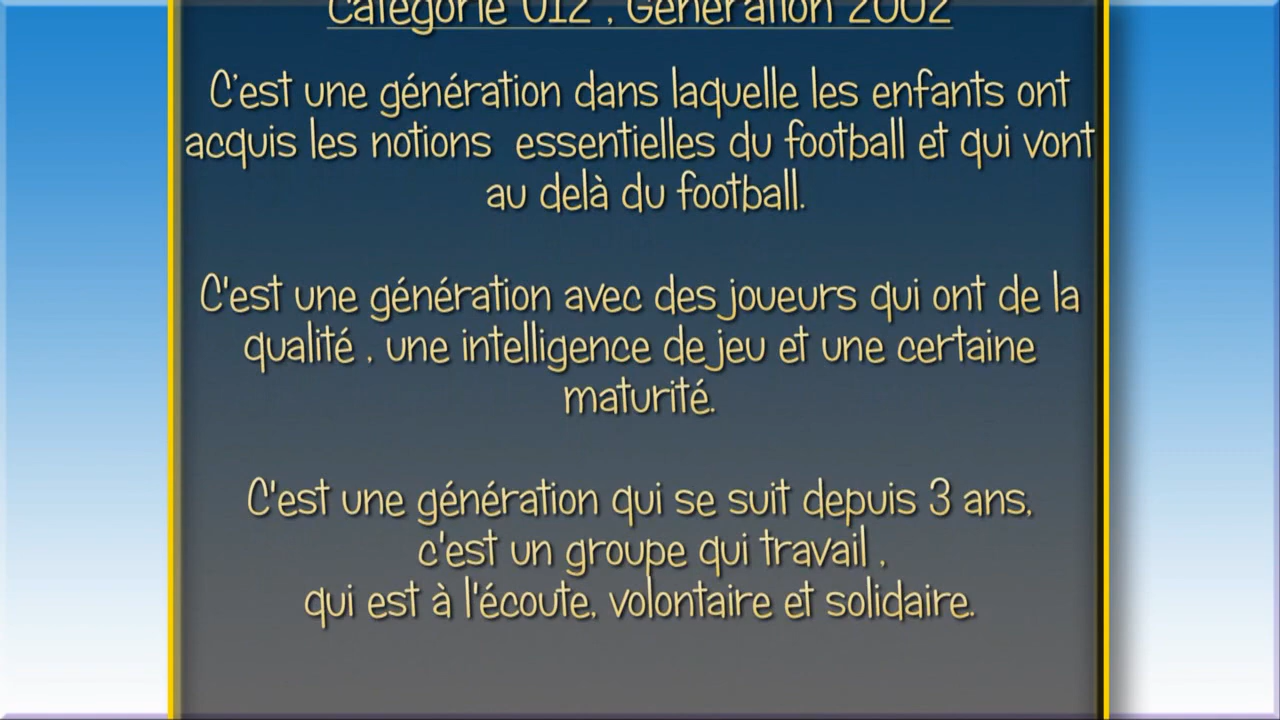 Catégorie U12 , Génération 2002
C'est une génération dans laquelle les enfants ont
acquis les notions essentielles du football et qui vont
au delà du football.
C'est une génération avec des joueurs qui ont de la
qualité , une intelligence de jeu et une certaine
maturité.
C'est une génération qui se suit depuis 3 ans,
c'est un groupe qui travail ,
qui est à l'écoute, volontaire et solidaire.